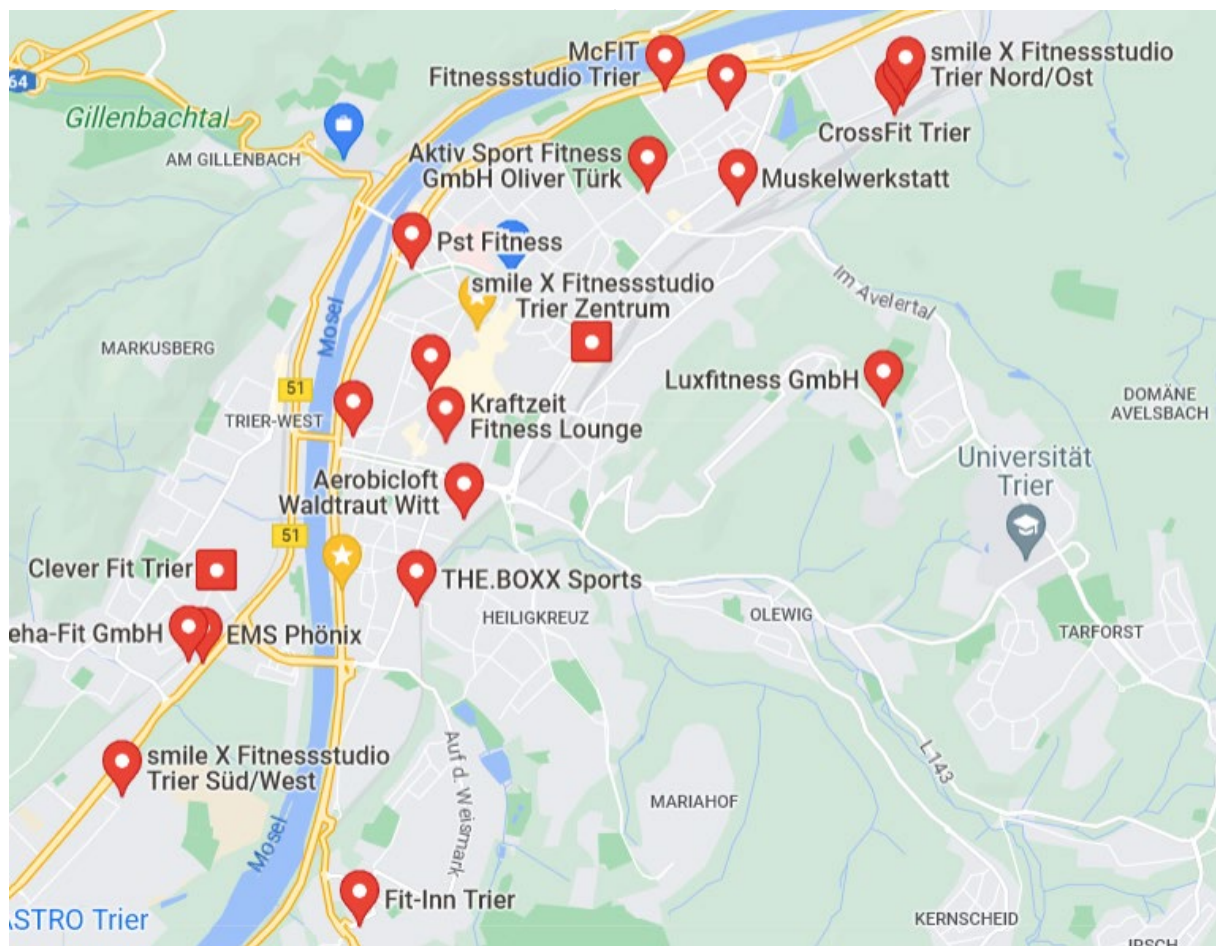 McFIT
Fitnessstudio Trier
smile X Fitnessstudio
Trier Nord/Ost
64
Gillenbachtal
CrossFit Trier
AM GILLENBACH
Aktiv Sport Fitness
GmbH Oliver Türk
Muskelwerkstatt
Pst Fitness
smile X Fitnessstudio
Trier Zentrum
Im Avelertal
Mosel
MARKUSBERG
Luxfitness GmbH
51
DOMÄNE
AVELSBACH
TRIER-WEST
Kraftzeit
Fitness Lounge
Universität
Trier
Aerobicloft
Waldtraut Witt
51
Clever Fit Trier
THE.BOXX Sports
HEILIGKREUZ
OLEWIG
TARFORST
eha-Fit GmbH
EMS Phönix
smile X Fitnessstudio
Trier Süd/West
Auf d. Weismark
L143
MARIAHOF
Mosel
Fit-Inn Trier
ASTRO Trier
KERNSCHEID
IRSCH